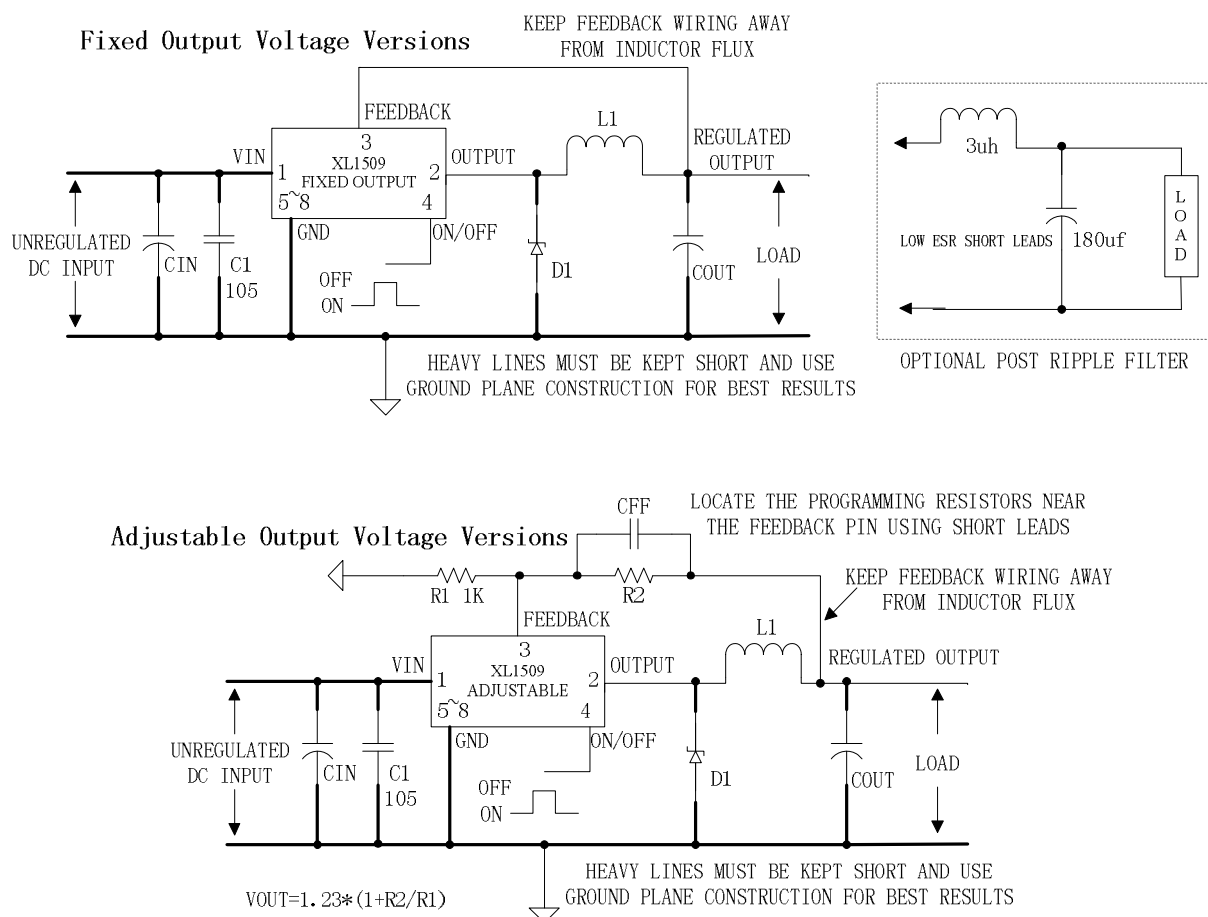 Fixed Output Voltage Versions
KEEP FEEDBACK WIRING AWAY
FROM INDUCTOR FLUX
FEEDBACK
3
XL1509
FIXED OUTPUT
VIN
1
2
OUTPUT
5~8
4
GND
ON/OFF
L1
REGULATED
OUTPUT
UNREGULATED
DC INPUT
CIN
C1
105
OFF
ON
D1
COUT
LOAD
HEAVY LINES MUST BE KEPT SHORT AND USE
GROUND PLANE CONSTRUCTION FOR BEST RESULTS
3uh
LOW ESR SHORT LEADS
180uf
LOAD
OPTIONAL POST RIPPLE FILTER
Adjustable Output Voltage Versions
CFF
LOCATE THE PROGRAMMING RESISTORS NEAR
THE FEEDBACK PIN USING SHORT LEADS
R1 1K
R2
KEEP FEEDBACK WIRING AWAY
FROM INDUCTOR FLUX
FEEDBACK
3
XL1509
ADJUSTABLE
VIN
1
2
OUTPUT
5~8
4
GND
ON/OFF
L1
REGULATED OUTPUT
UNREGULATED
DC INPUT
CIN
C1
105
OFF
ON
D1
COUT
LOAD
HEAVY LINES MUST BE KEPT SHORT AND USE
GROUND PLANE CONSTRUCTION FOR BEST RESULTS
VOUT=1.23*(1+R2/R1)